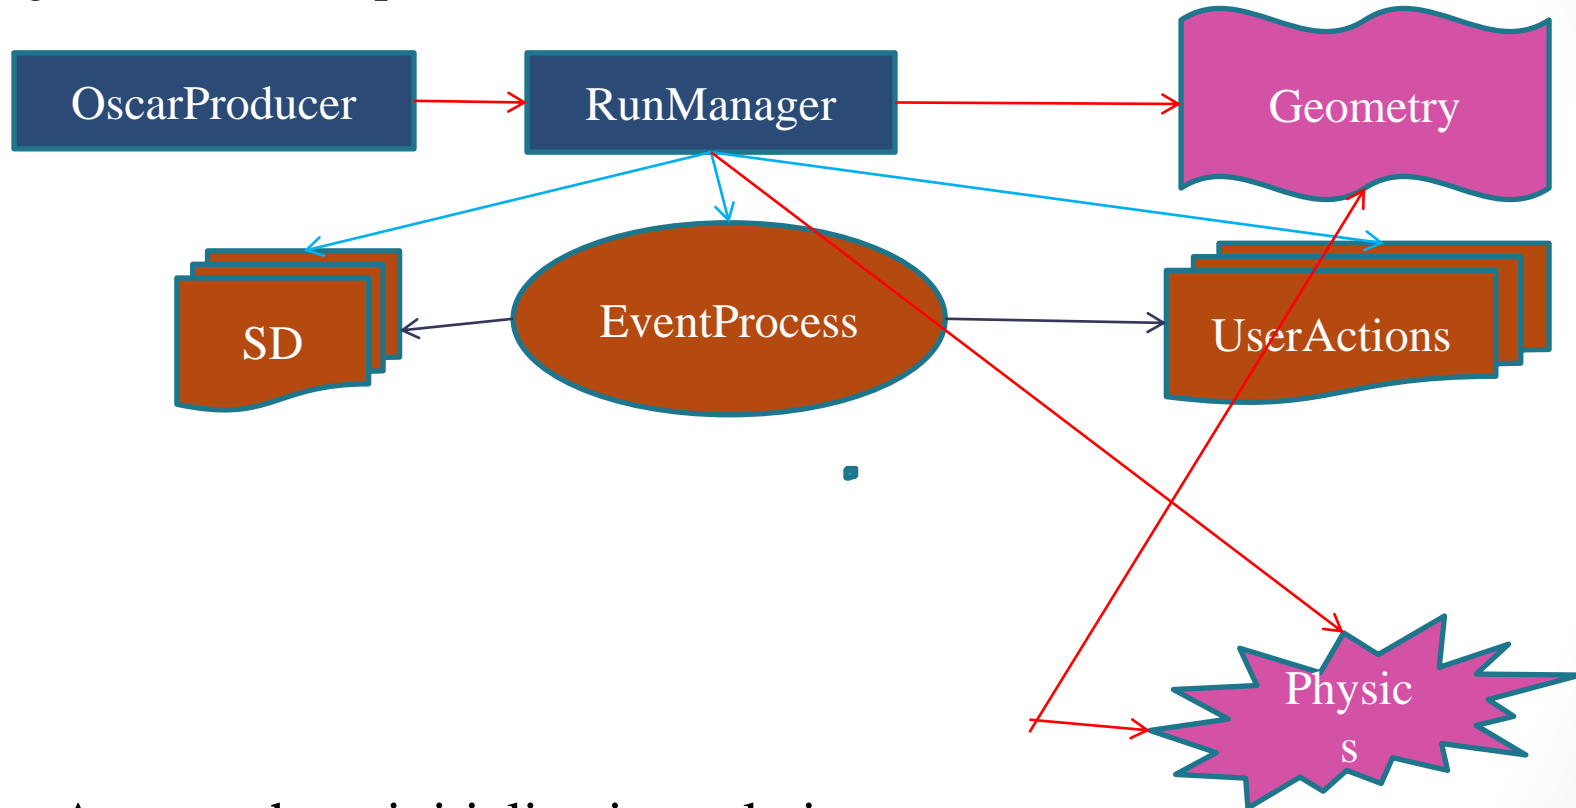 OscarProducer
RunManager
Geometry
SD
EventProcess
UserActions
Physic
s